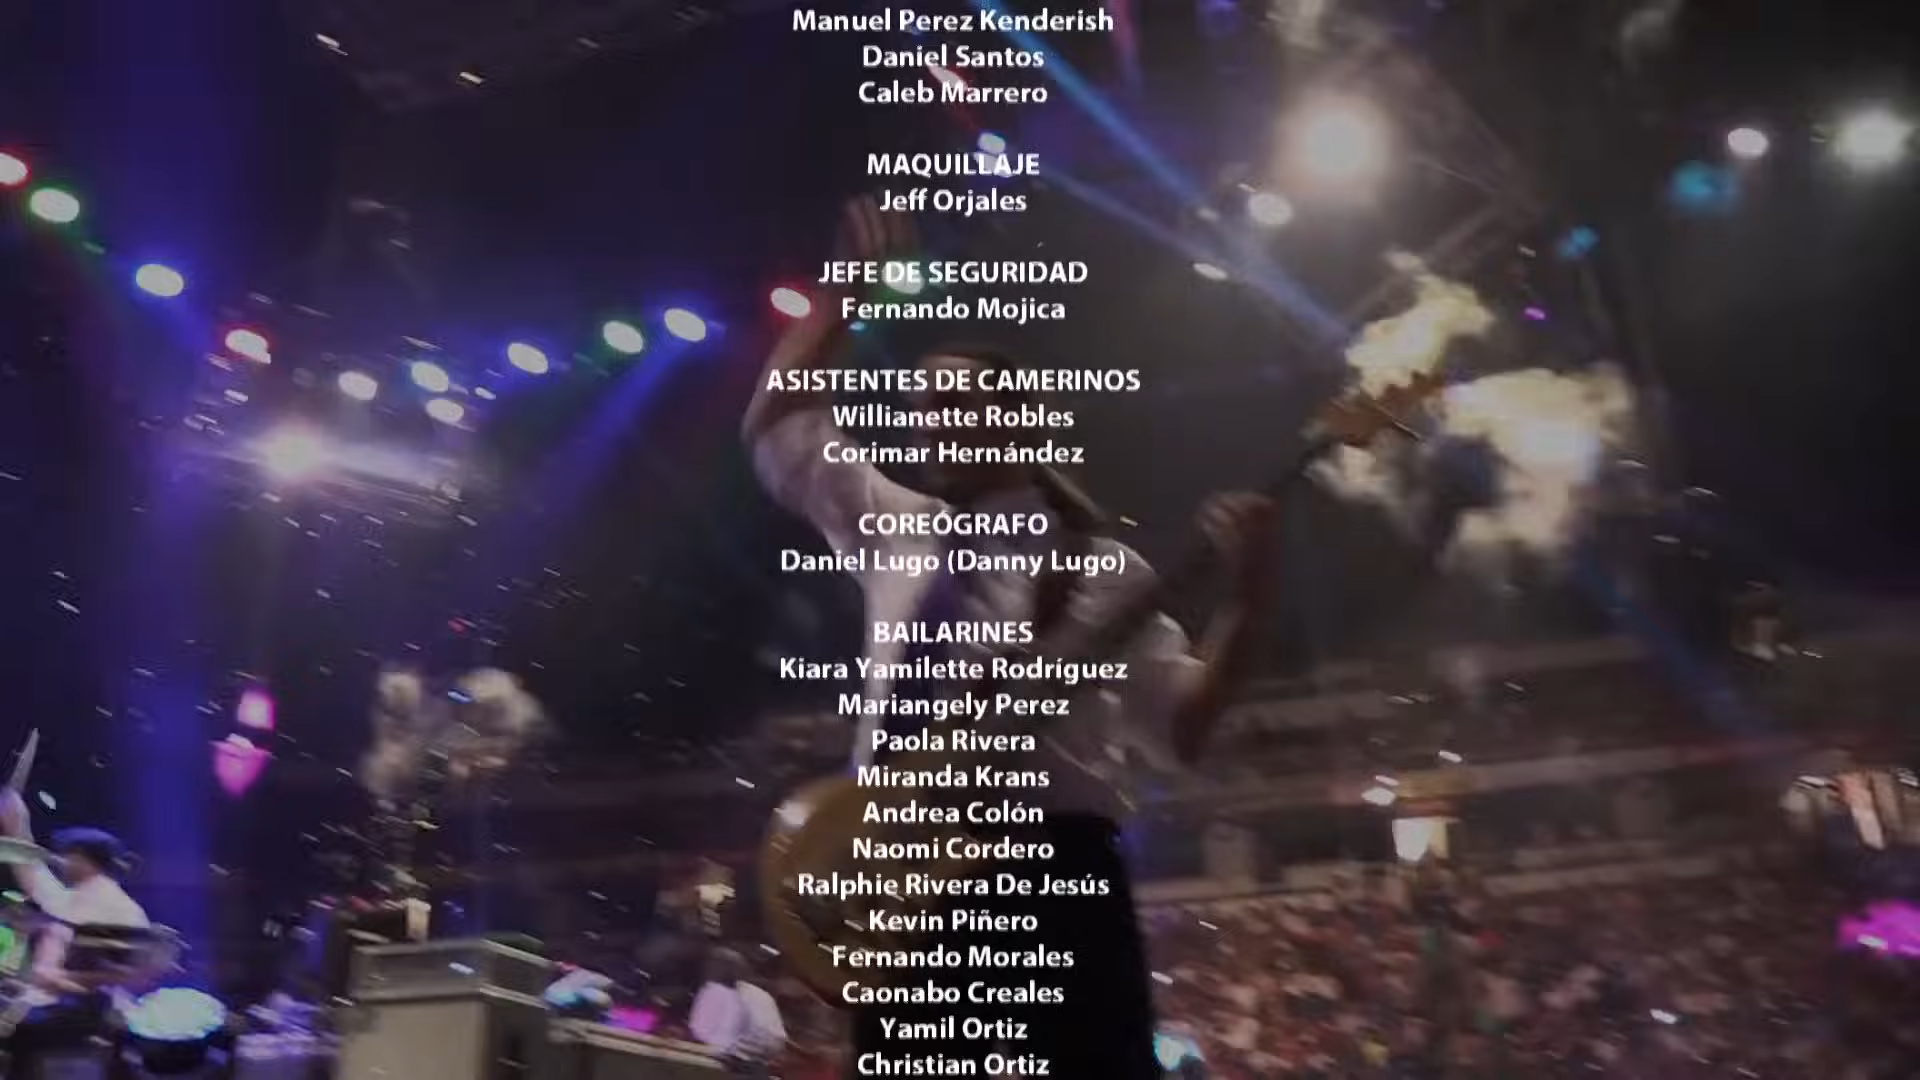 Manuel Perez Kenderish
Daniel Santos
Caleb Marrero
MAQUILLAJE
Jeff Orjales
JEFE DE SEGURIDAD
Fernando Mojica
ASISTENTES DE CAMERINOS
Willianette Robles
Corimar Hernández
COREÓGRAFO
Daniel Lugo (Danny Lugo)
BAILARINES
Kiara Yamilette Rodríguez
Mariangely Perez
Paola Rivera
Miranda Krans
Andrea Colón
Naomi Cordero
Ralphie Rivera De Jesús
Kevin Piñero
Fernando Morales
Caonabo Creales
Yamil Ortiz
Christian Ortiz